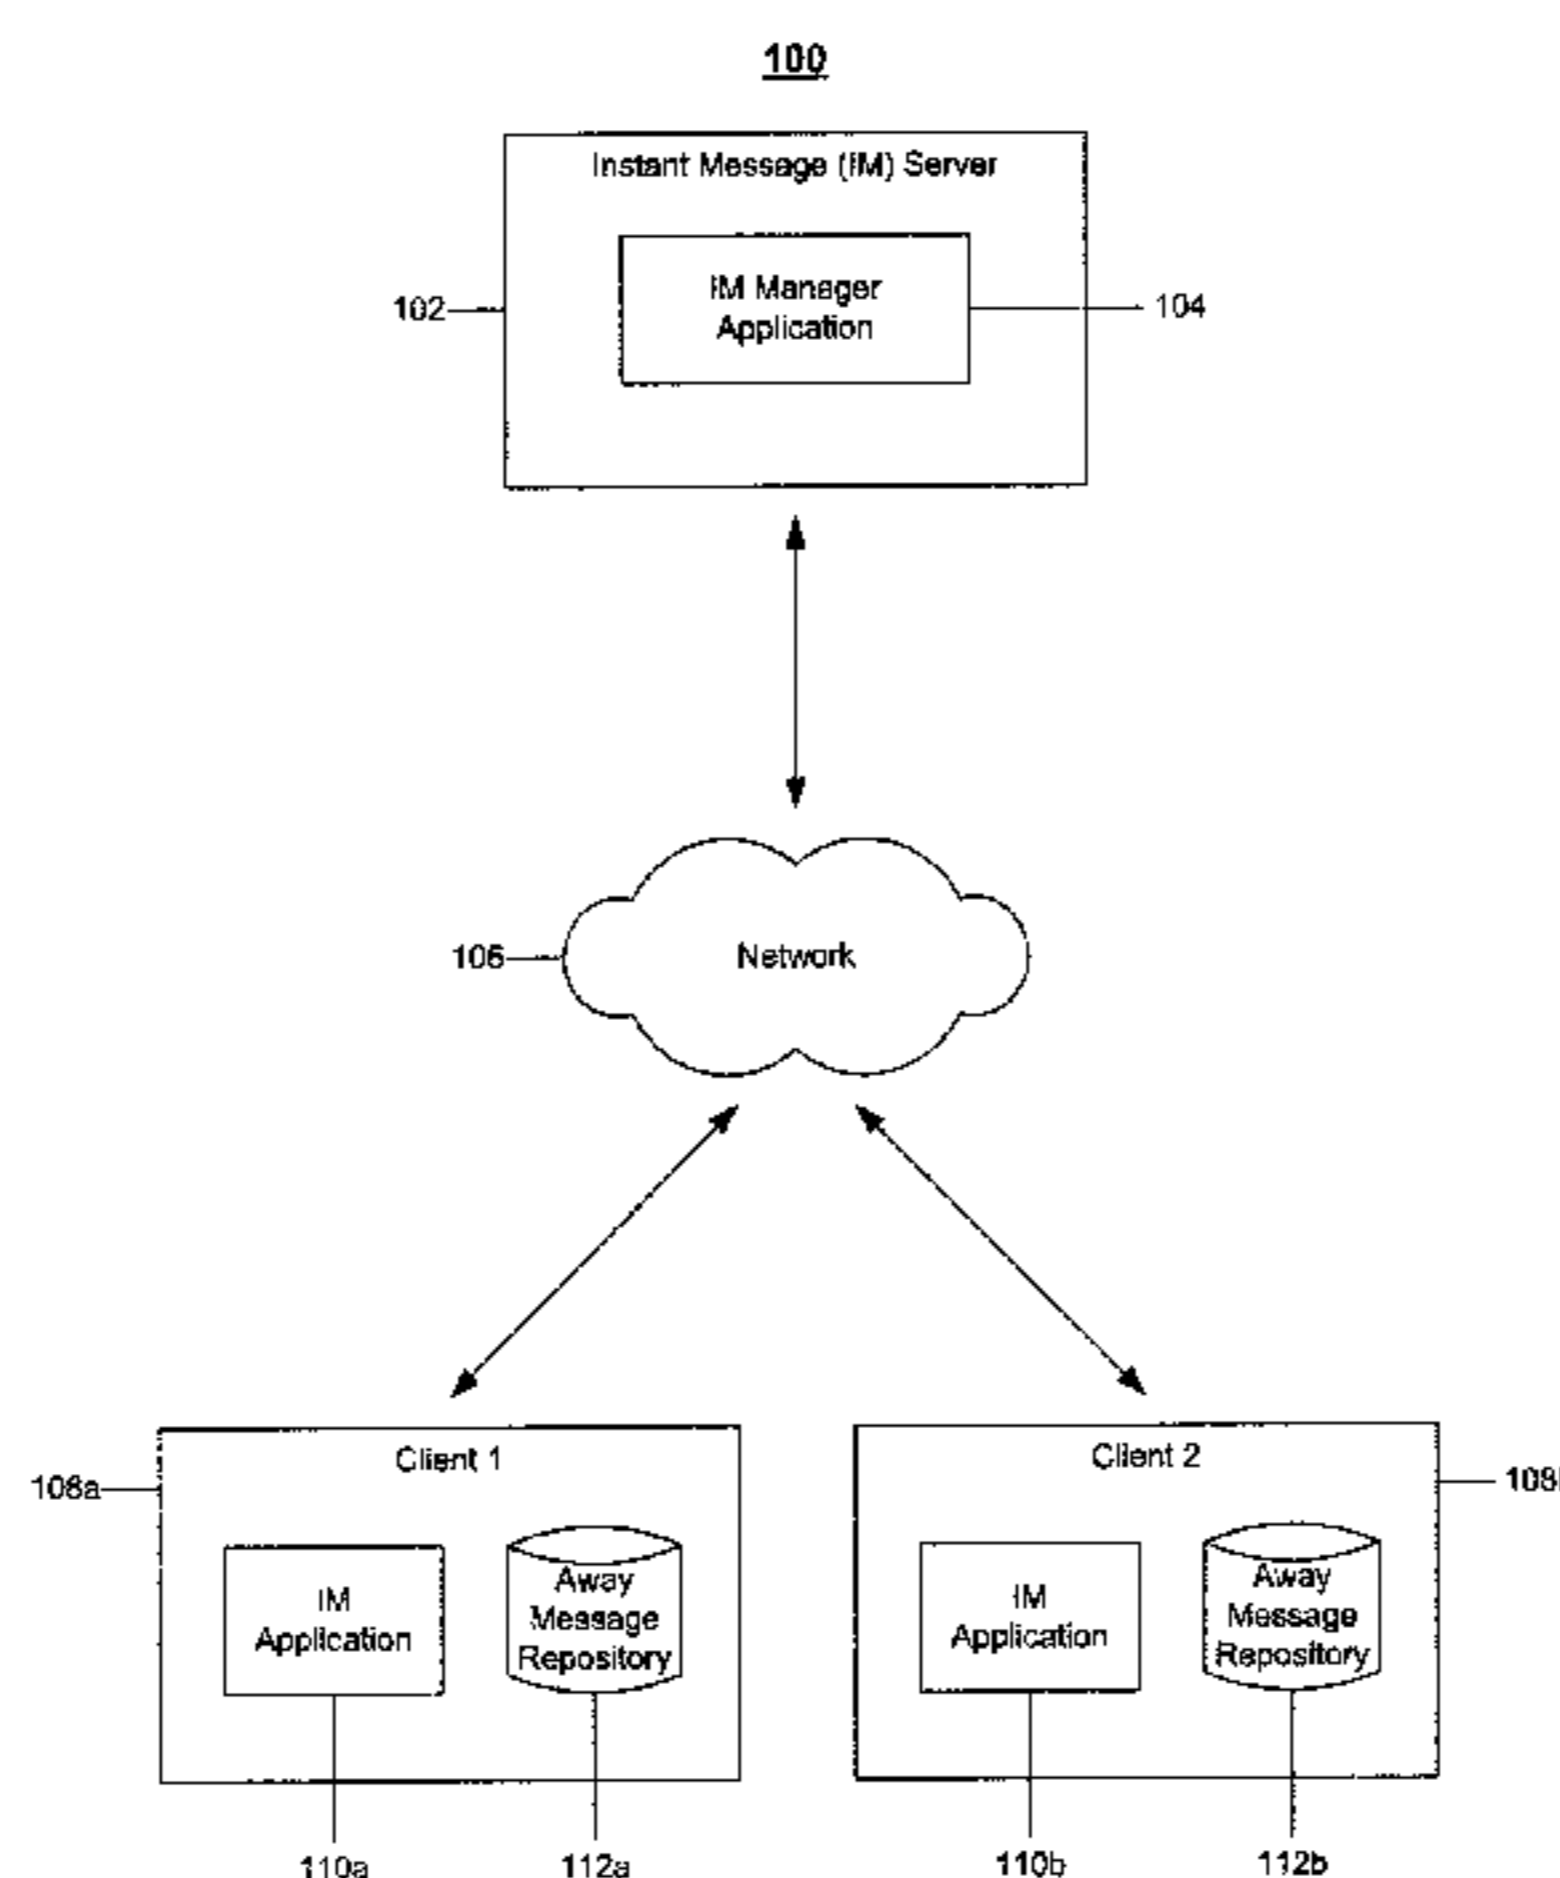 100
Instant Message (IM) Server
IM Manager
Application
102
104
106
Network
Client 1
Client 2
108a
108
IM
Application
Away
Message
Repository
IM
Application
Away
Message
Repository
110a
112a
110b
112b